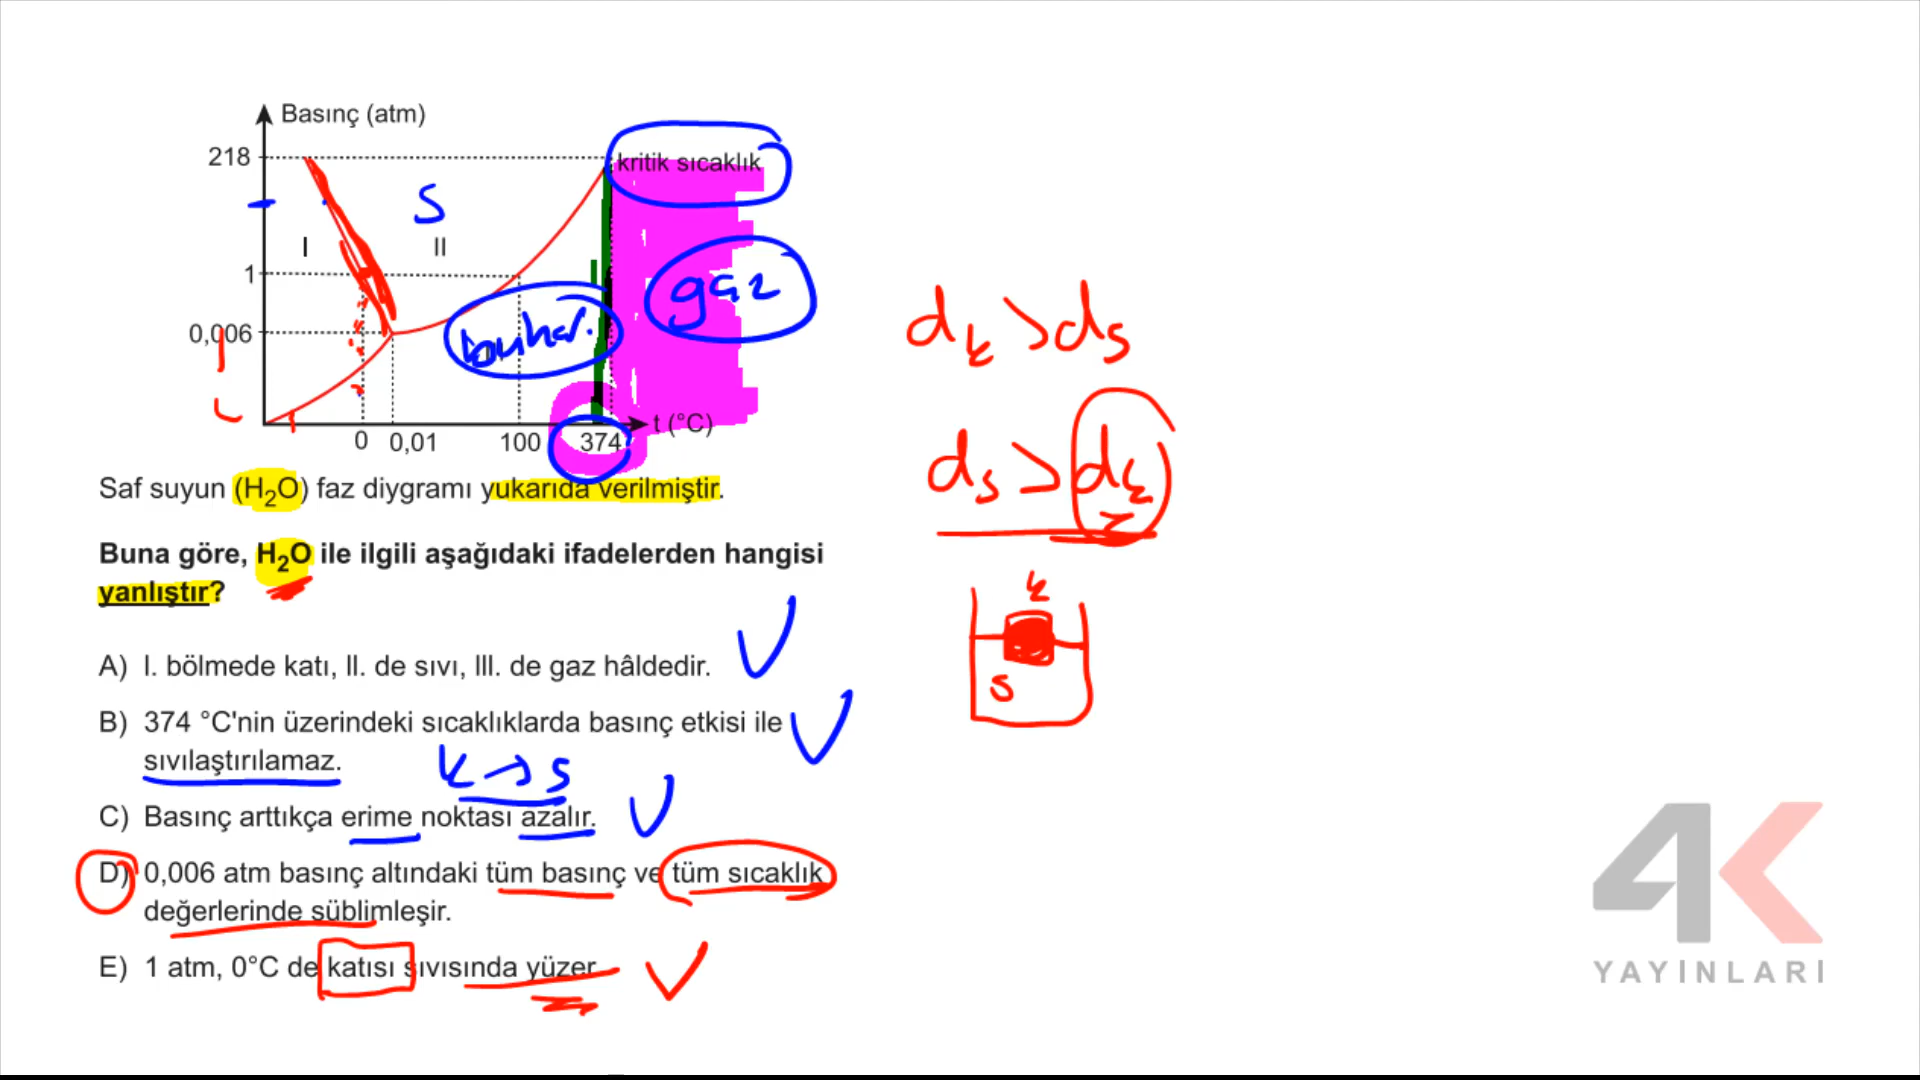 Basınç (atm)
218
kritik sıcaklık
S
I
II
gaz
1
buhar.
0,006
t (°C)
0
0,01
100
374
dk > ds
ds > dk
Saf suyun (H₂O) faz diygramı yukarıda verilmiştir.
Buna göre, H₂O ile ilgili aşağıdaki ifadelerden hangisi
yanlıştır?
k
S
A) I. bölmede katı, II. de sıvı, III. de gaz hâldedir.
B) 374 °C'nin üzerindeki sıcaklıklarda basınç etkisi ile
sıvılaştırılamaz.
k → s
C) Basınç arttıkça erime noktası azalır.
D) 0,006 atm basınç altındaki tüm basınç ve tüm sıcaklık
değerlerinde süblimleşir.
E) 1 atm, 0°C de katısı sıvısında yüzer
4K
YAYINLARI